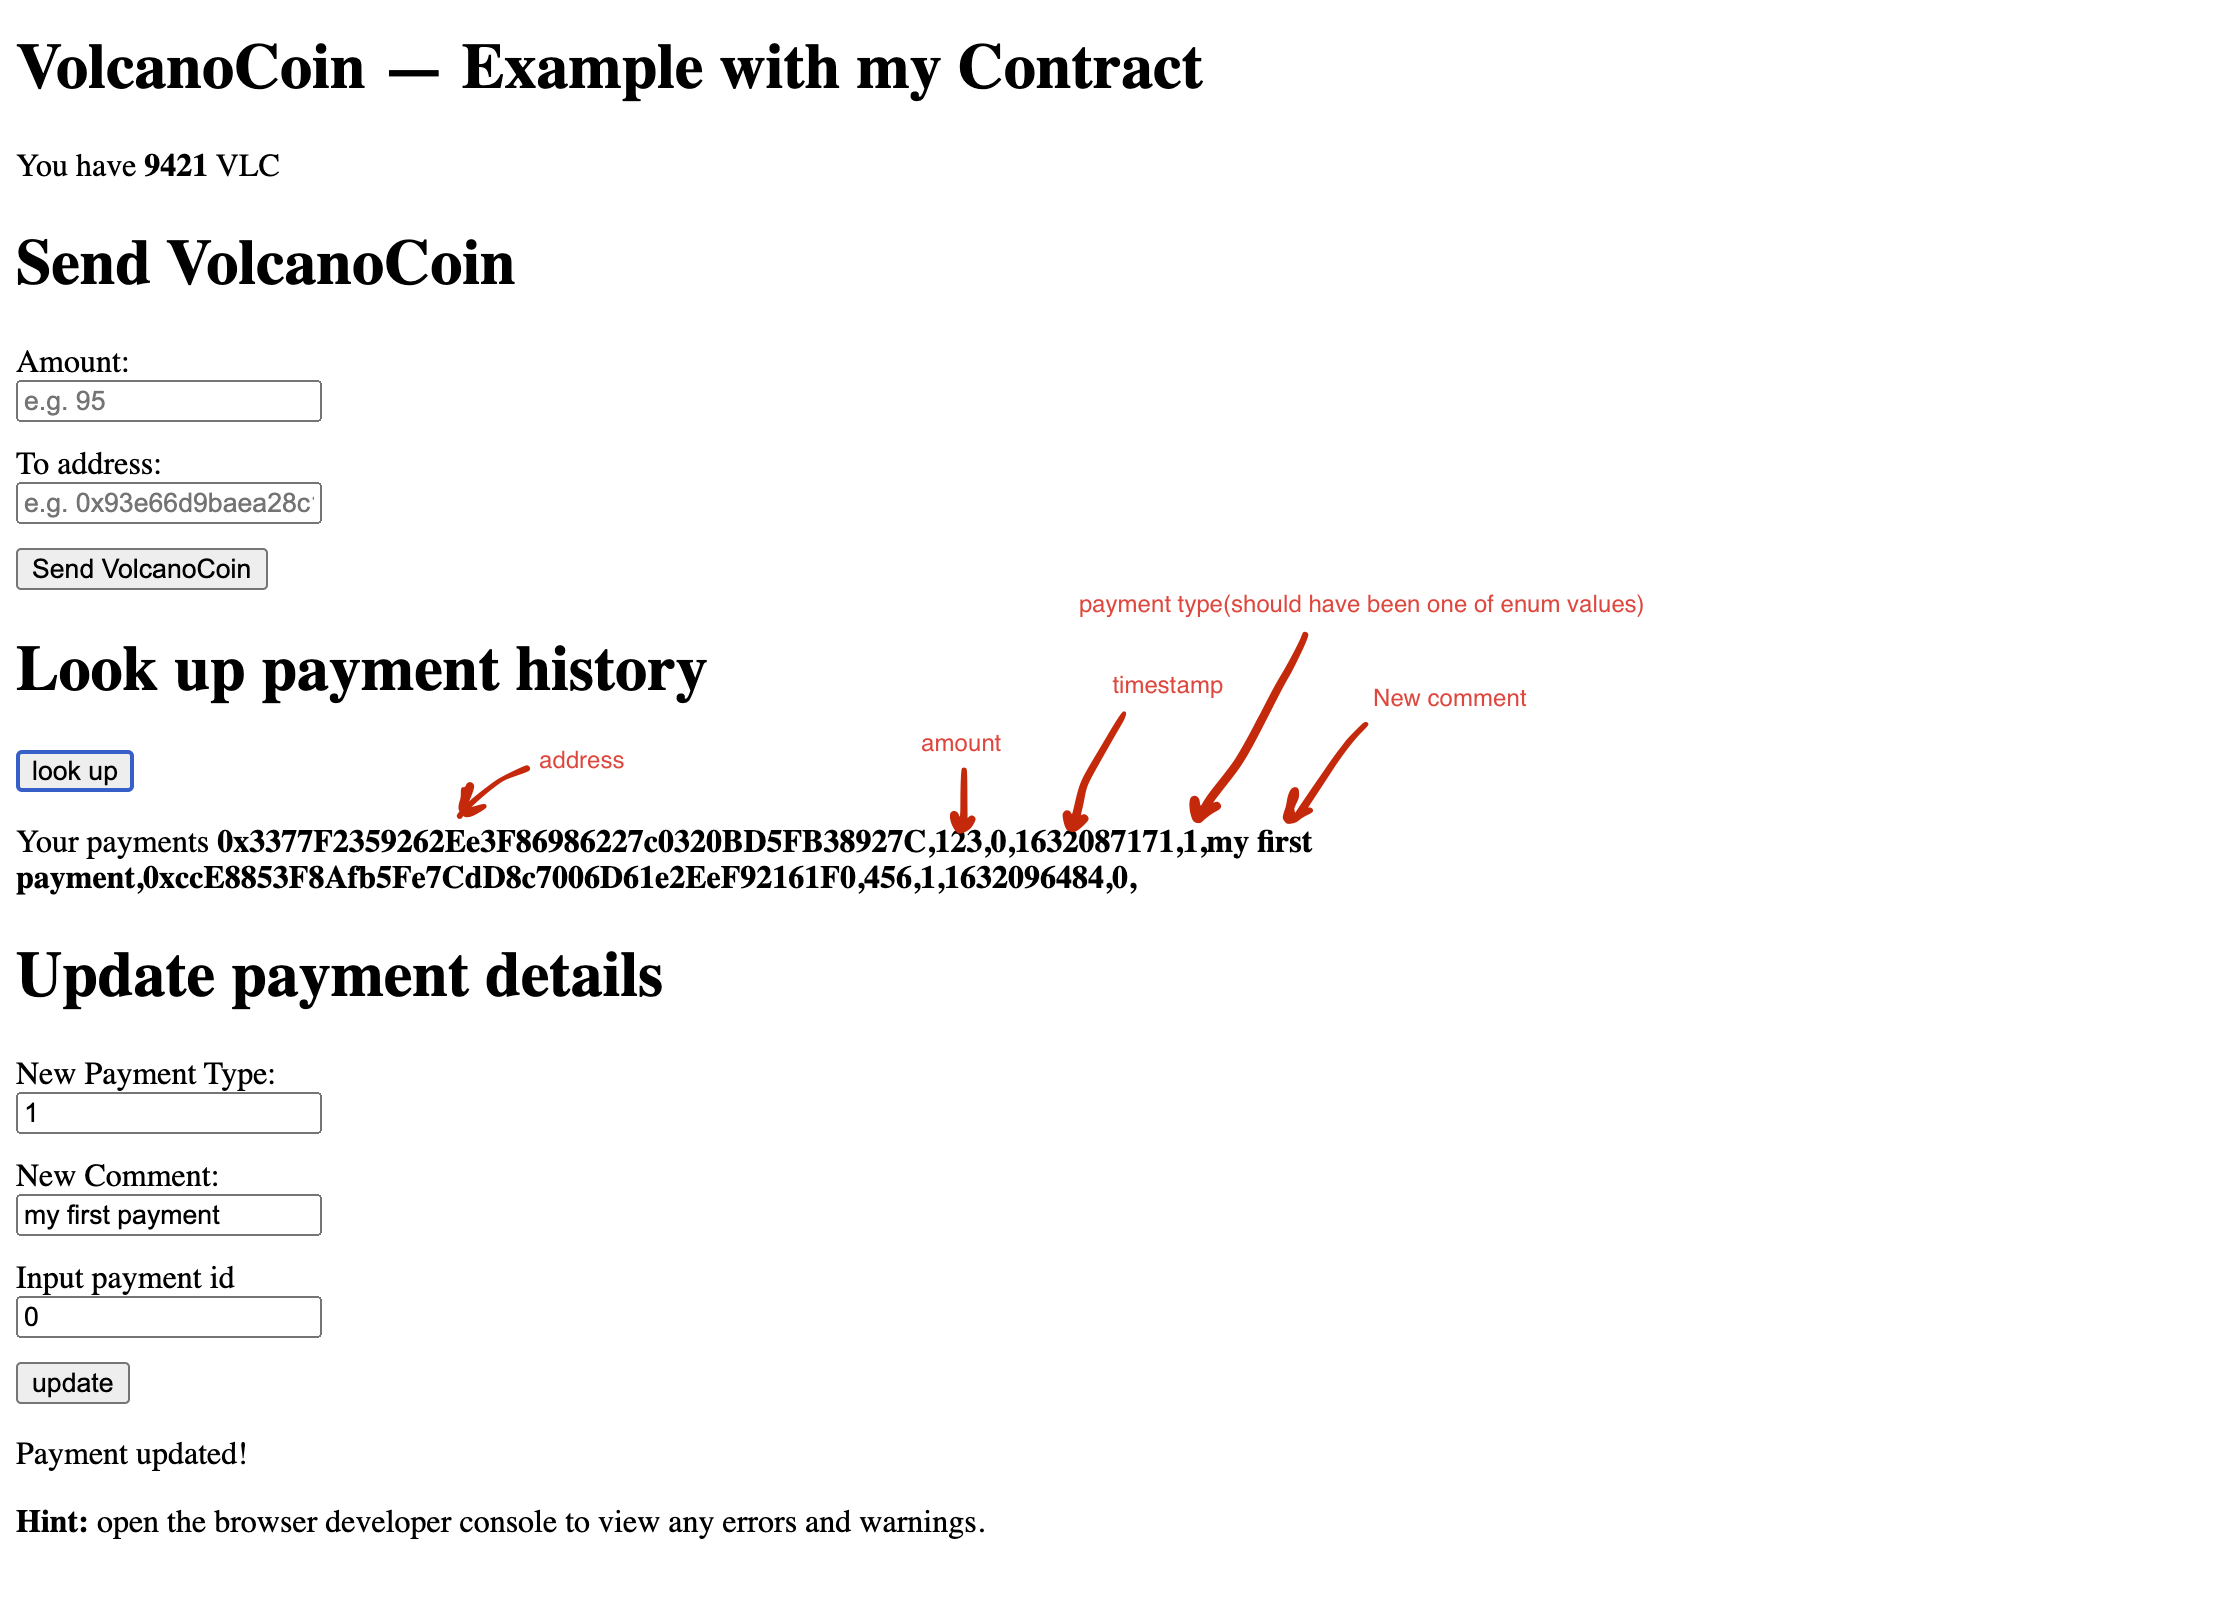 VolcanoCoin — Example with my Contract
You have 9421 VLC
Send VolcanoCoin
Amount:
e.g. 95
To address:
e.g. 0x93e66d9baea28c
Send VolcanoCoin
payment type(should have been one of enum values)
Look up payment history
timestamp
New comment
amount
address
look up
Your payments 0x3377F2359262Ee3F86986227c0320BD5FB38927C,123,0,1632087171,1,my first
payment,0xccE8853F8Afb5Fe7CdD8c7006D61e2EeF92161F0,456,1,1632096484,0,
Update payment details
New Payment Type:
1
New Comment:
my first payment
Input payment id
0
update
Payment updated!
Hint: open the browser developer console to view any errors and warnings.